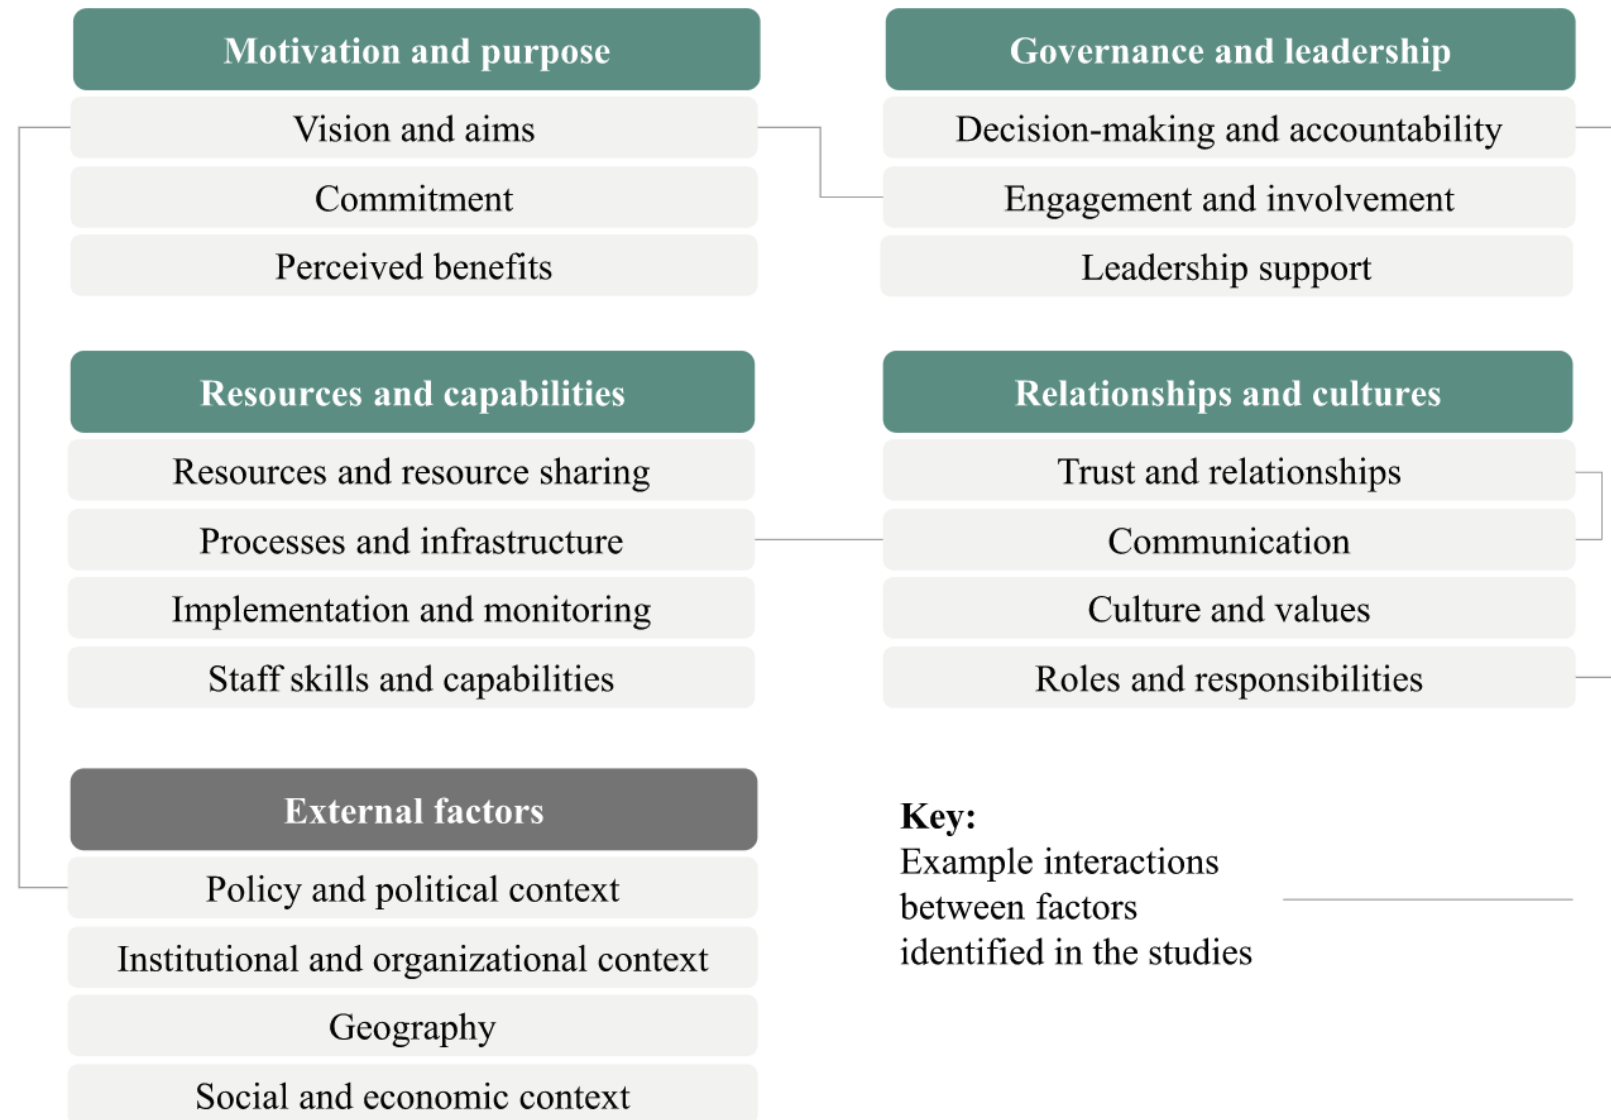 Motivation and purpose
Vision and aims
Commitment
Perceived benefits
Governance and leadership
Decision-making and accountability
Engagement and involvement
Leadership support
Resources and capabilities
Resources and resource sharing
Processes and infrastructure
Implementation and monitoring
Staff skills and capabilities
Relationships and cultures
Trust and relationships
Communication
Culture and values
Roles and responsibilities
External factors
Policy and political context
Institutional and organizational context
Geography
Social and economic context
Key:
Example interactions
between factors
identified in the studies